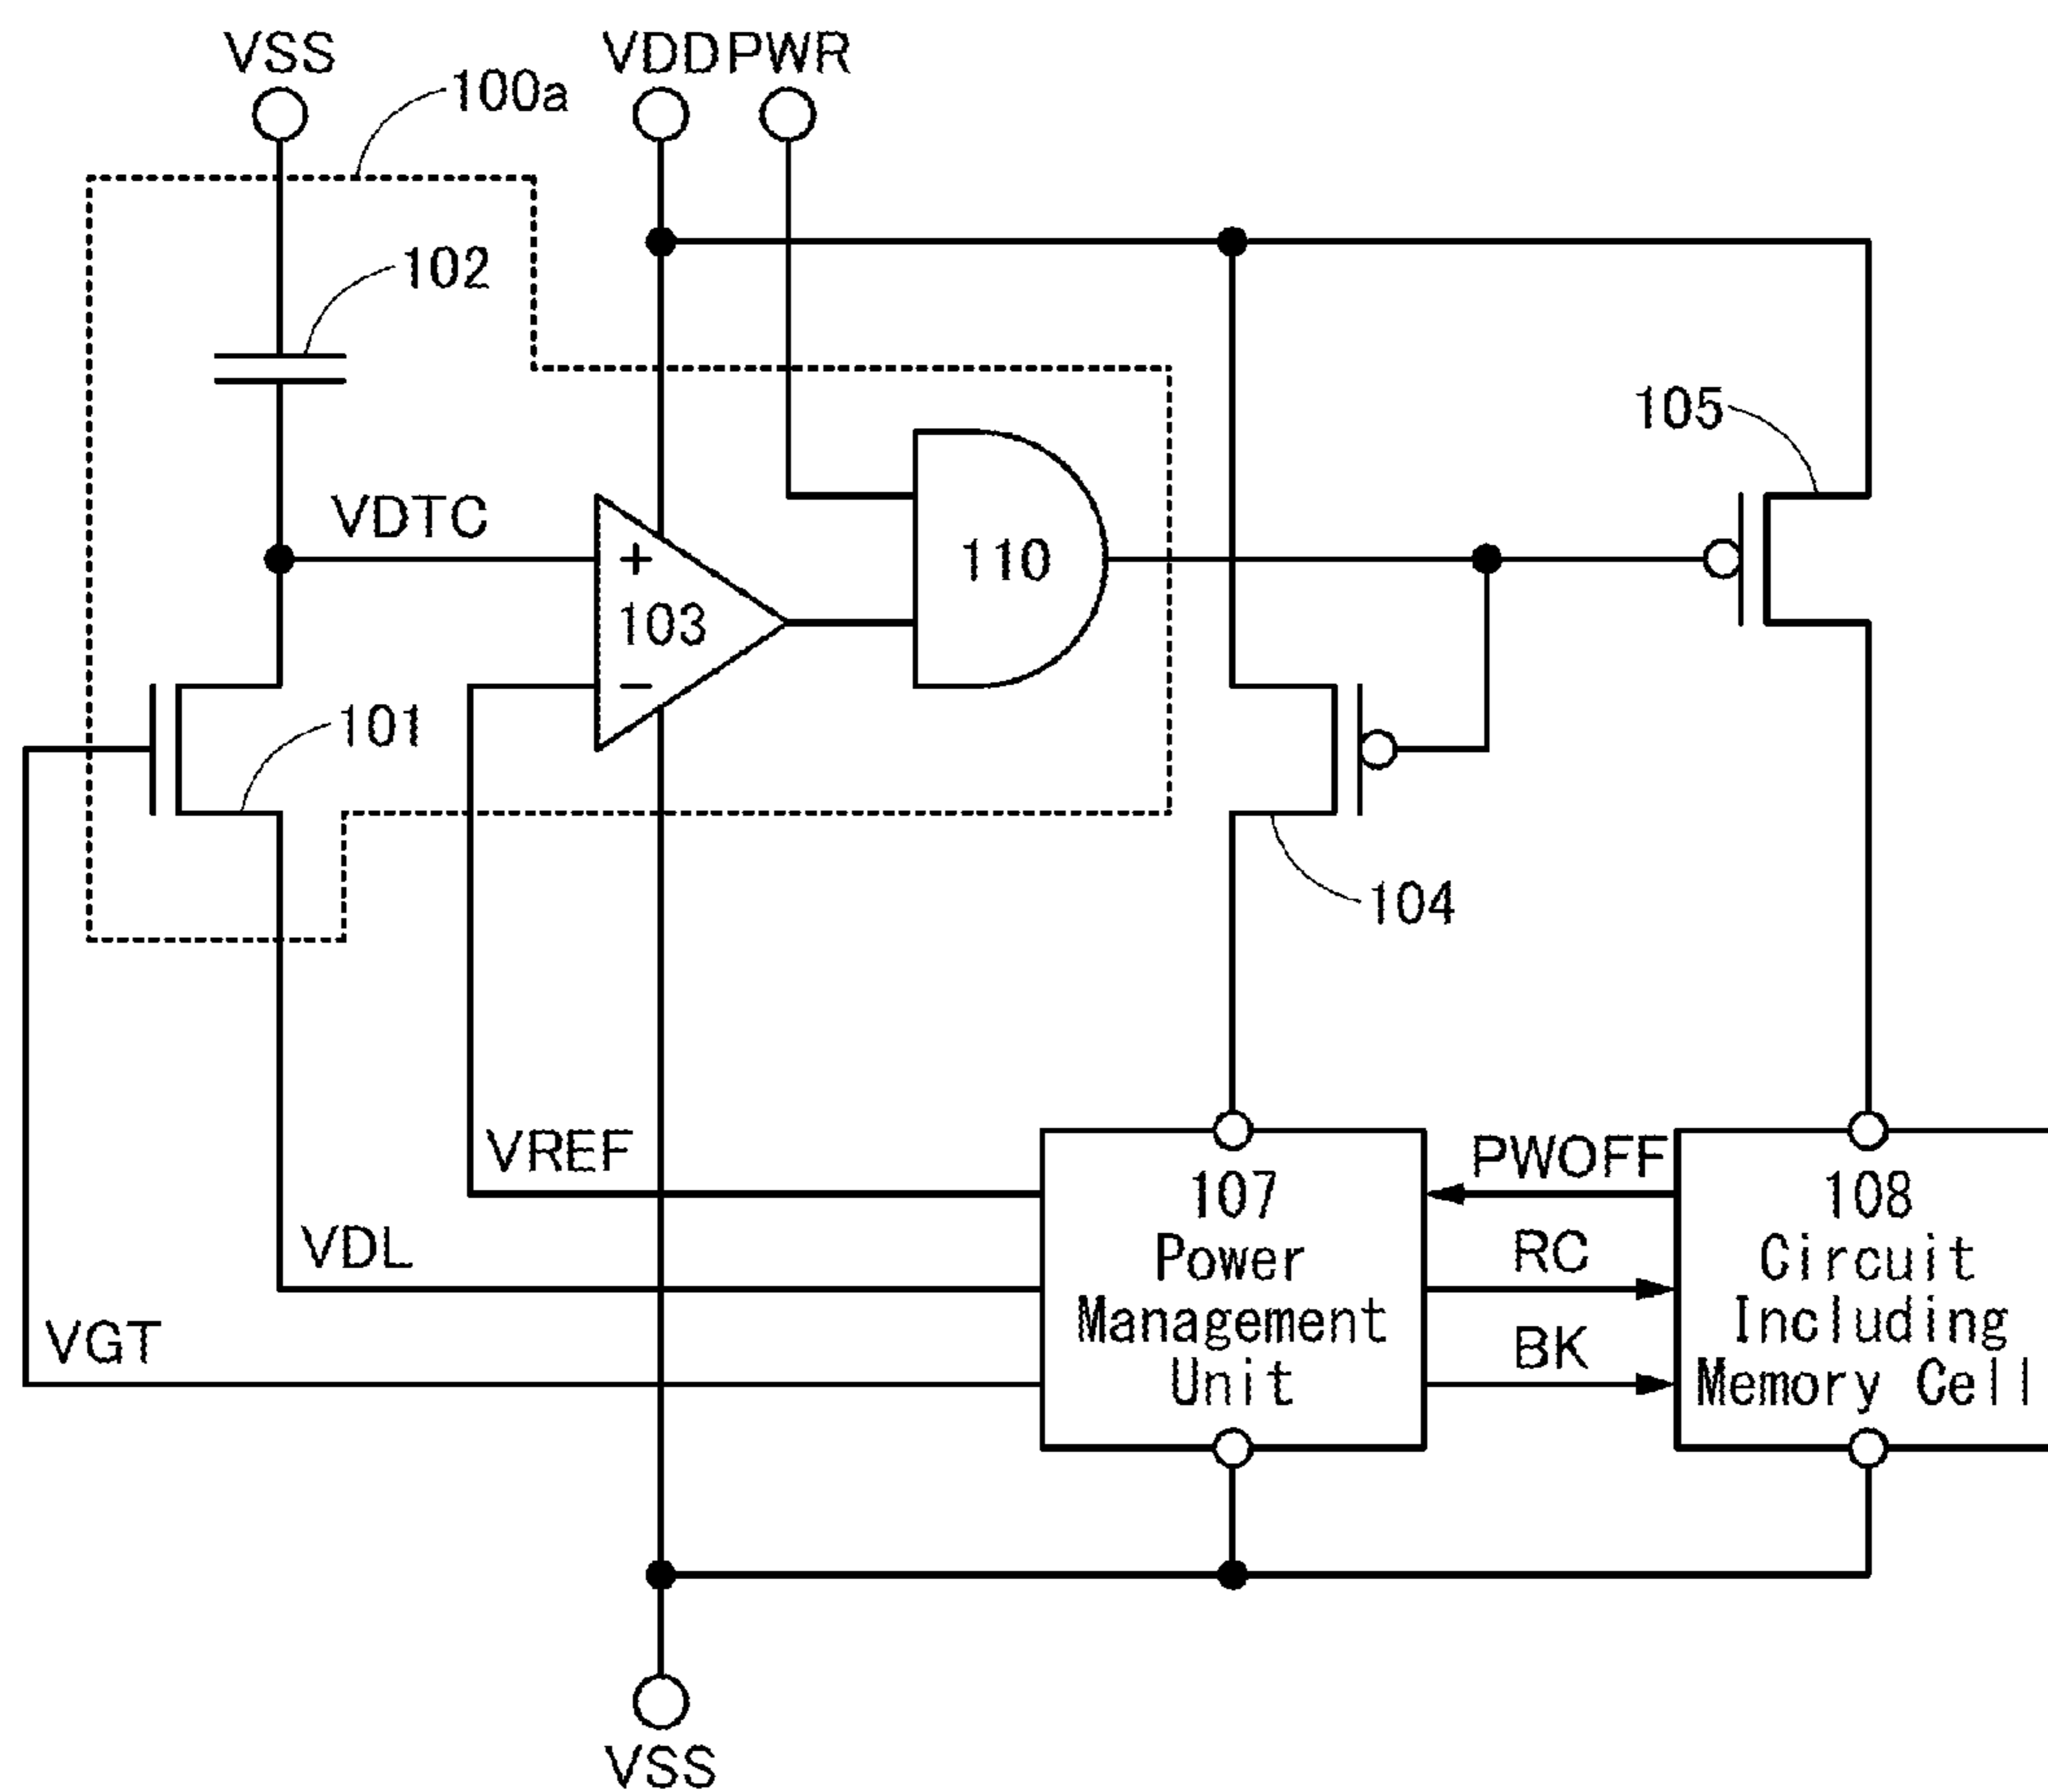 VSS
VDD
PWR
100a
102
105
VDTC
+
103
−
110
101
104
VREF
VDL
VGT
107
Power
Management
Unit
PWOFF
RC
BK
108
Circuit
Including
Memory Cell
VSS